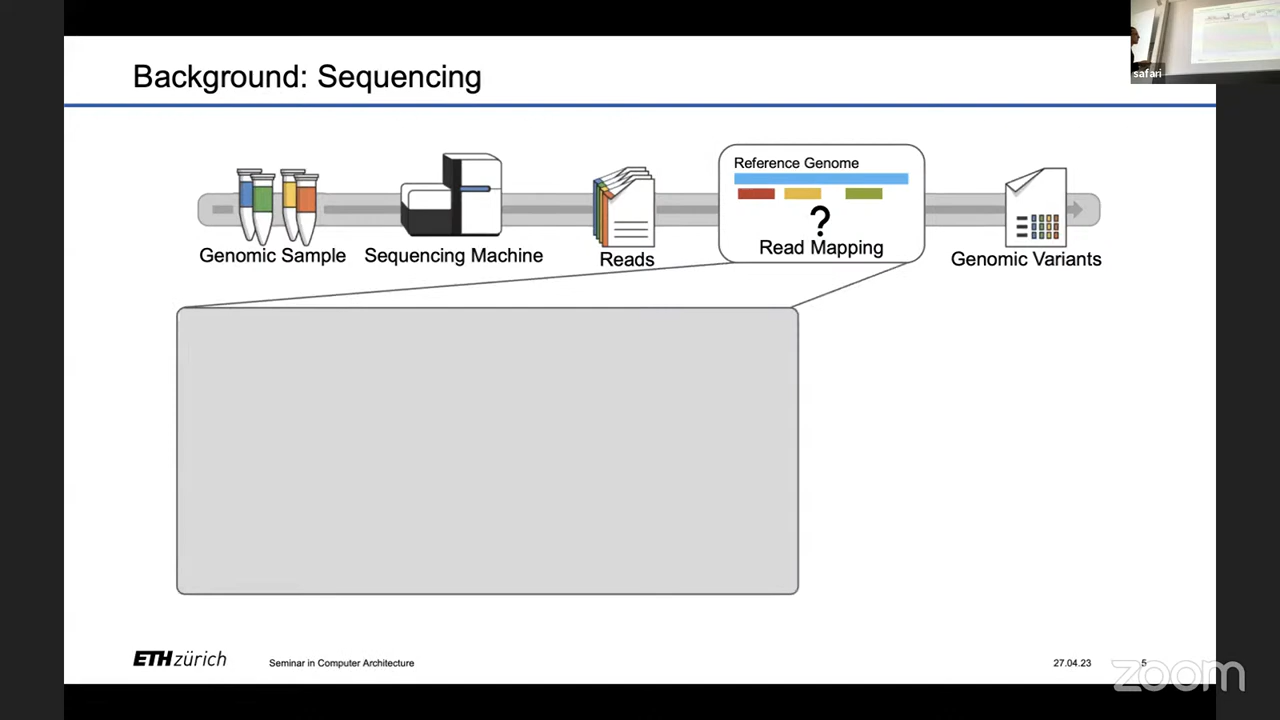 safari
Background: Sequencing
Reference Genome
?
Read Mapping
Genomic Sample
Sequencing Machine
Reads
Genomic Variants
ETH zürich
Seminar in Computer Architecture
27.04.23
5
zoom